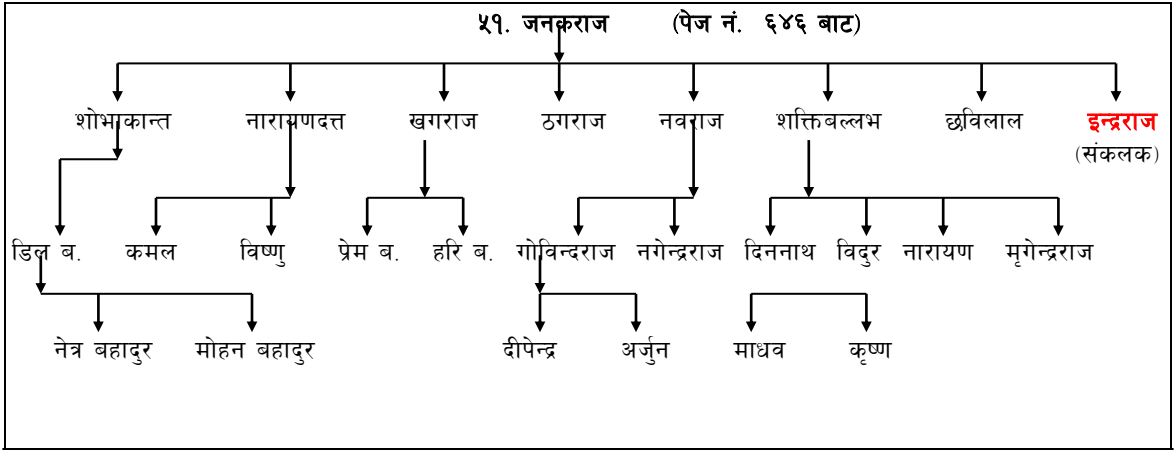 ५१. जनकराज (पेज नं. ६४६ बाट)
शोभाकान्त नारायणदत्त खगराज ठगराज नवराज शक्तिबल्लभ छविलाल इन्द्रराज
(संकलक)
डिल ब. कमल विष्णु प्रेम ब. हरि ब. गोविन्दराज नगेन्द्रराज दिननाथ विदुर नारायण मृगेन्द्रराज
नेत्र बहादुर मोहन बहादुर दीपेन्द्र अर्जुन माधव कृष्ण